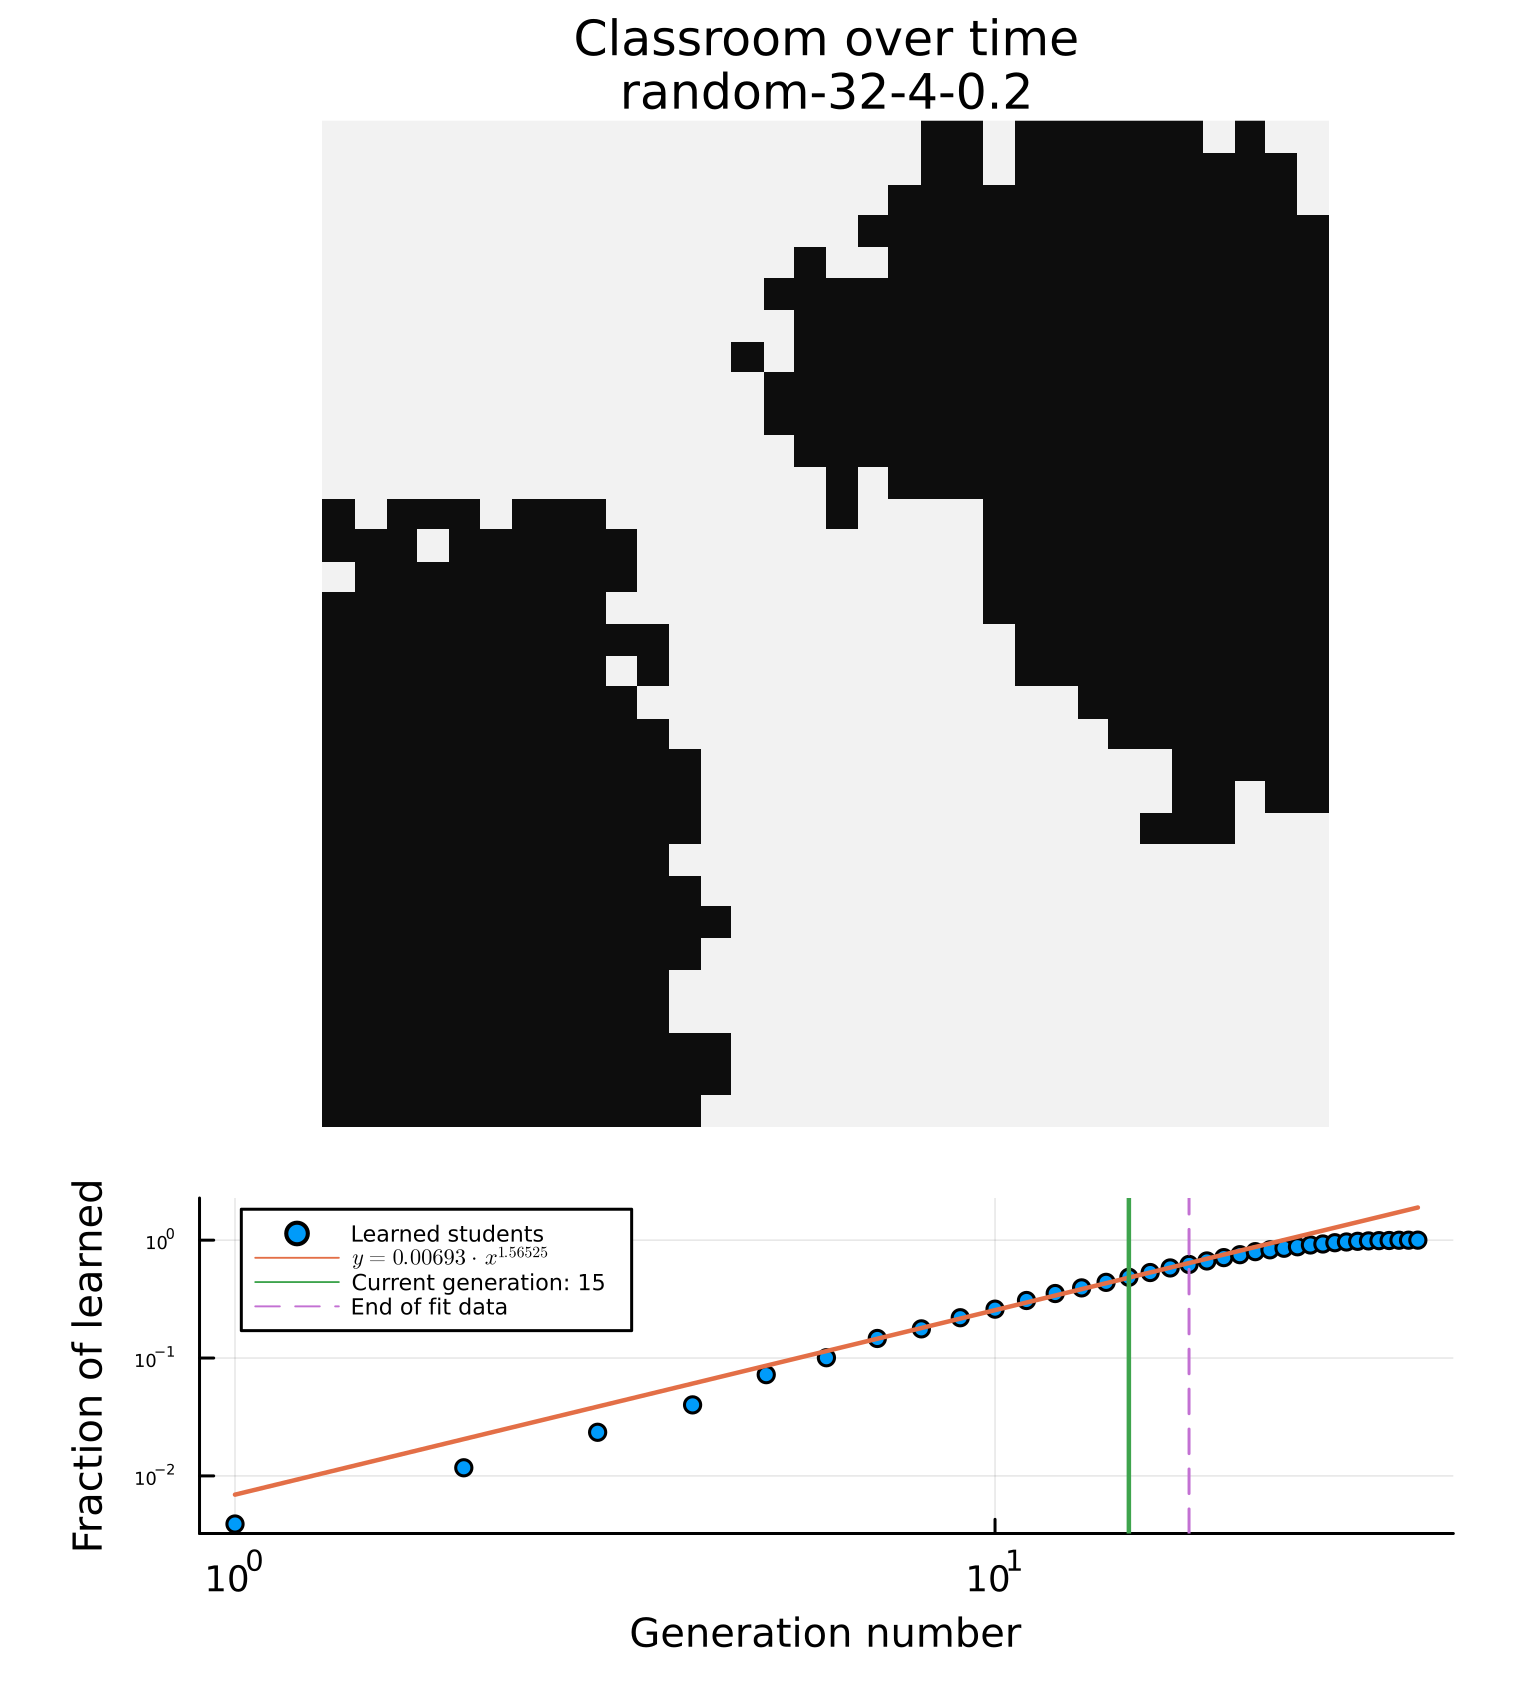 Classroom over time
random-32-4-0.2
Fraction of learned
10⁰
10⁻¹
10⁻²
Learned students
y = 0.00693 · x^1.56525
Current generation: 15
End of fit data
10⁰
10¹
Generation number